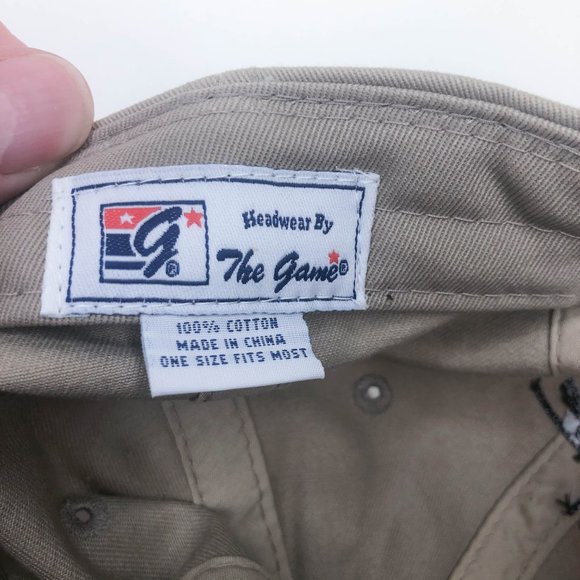 g®
Headwear By
The Game®
100% COTTON
MADE IN CHINA
ONE SIZE FITS MOST